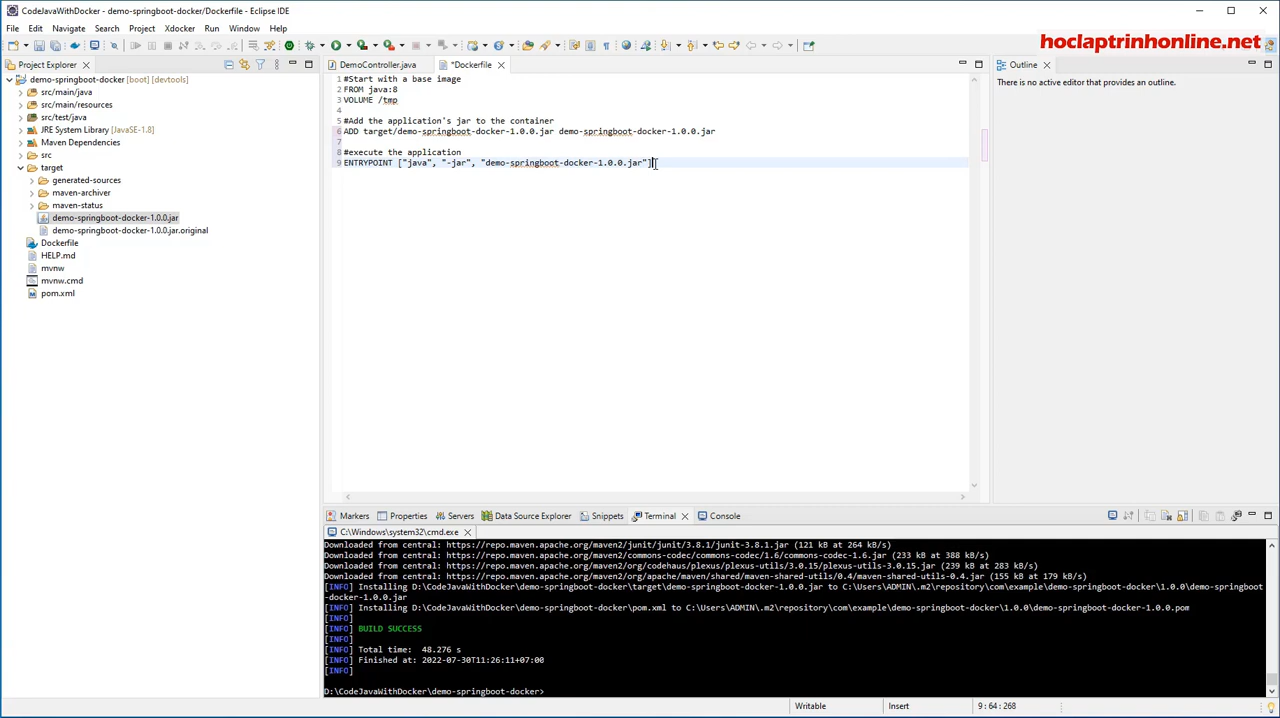 CodeJavaWithDocker - demo-springboot-docker/Dockerfile - Eclipse IDE
File Edit Navigate Search Project Xdocker Run Window Help
hoclaptrinhonline.net
Project Explorer
demo-springboot-docker [boot] [devtools]
src/main/java
src/main/resources
src/test/java
JRE System Library [JavaSE-1.8]
Maven Dependencies
src
target
generated-sources
maven-archiver
maven-status
demo-springboot-docker-1.0.0.jar
demo-springboot-docker-1.0.0.jar.original
Dockerfile
HELP.md
mvnw
mvnw.cmd
pom.xml
DemoController.java *Dockerfile
1 #Start with a base image
2 FROM java:8
3 VOLUME /tmp
4
5 #Add the application's jar to the container
6 ADD target/demo-springboot-docker-1.0.0.jar demo-springboot-docker-1.0.0.jar
7
8 #execute the application
9 ENTRYPOINT ["java", "-jar", "demo-springboot-docker-1.0.0.jar"]
Outline
There is no active editor that provides an outline.
Markers Properties Servers Data Source Explorer Snippets Terminal Console
C:\Windows\system32\cmd.exe
Downloaded from central: https://repo.maven.apache.org/maven2/junit/junit/3.8.1/junit-3.8.1.jar (121 kB at 264 kB/s)
Downloaded from central: https://repo.maven.apache.org/maven2/commons-codec/commons-codec/1.6/commons-codec-1.6.jar (233 kB at 388 kB/s)
Downloaded from central: https://repo.maven.apache.org/maven2/org/codehaus/plexus/plexus-utils/3.0.15/plexus-utils-3.0.15.jar (239 kB at 283 kB/s)
Downloaded from central: https://repo.maven.apache.org/maven2/org/apache/maven/shared/maven-shared-utils/0.4/maven-shared-utils-0.4.jar (155 kB at 179 kB/s)
[INFO] Installing D:\CodeJavaWithDocker\demo-springboot-docker\target\demo-springboot-docker-1.0.0.jar to C:\Users\ADMIN\.m2\repository\com\example\demo-springboot-docker\1.0.0\demo-springboot
-docker-1.0.0.jar
[INFO] Installing D:\CodeJavaWithDocker\demo-springboot-docker\pom.xml to C:\Users\ADMIN\.m2\repository\com\example\demo-springboot-docker\1.0.0\demo-springboot-docker-1.0.0.pom
[INFO]
[INFO] BUILD SUCCESS
[INFO]
[INFO] Total time:  48.276 s
[INFO] Finished at: 2022-07-30T11:26:11+07:00
[INFO]
D:\CodeJavaWithDocker\demo-springboot-docker>
Writable Insert 9 : 64 : 268